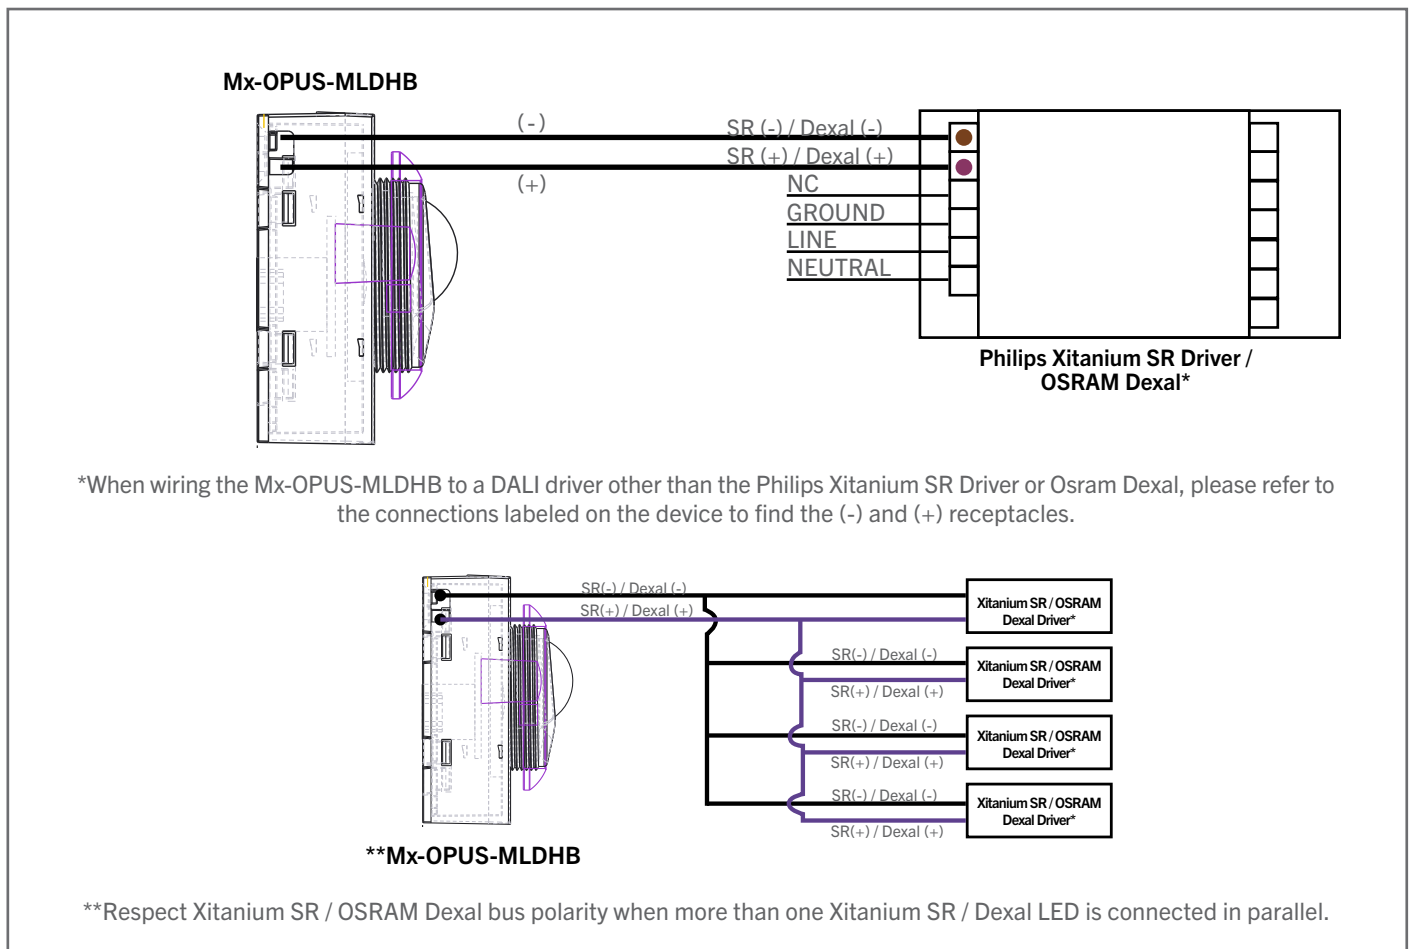 Mx-OPUS-MLDHB
(-)
SR (-) / Dexal (-)
SR (+) / Dexal (+)
(+)
NC
GROUND
LINE
NEUTRAL
Philips Xitanium SR Driver /
OSRAM Dexal*
*When wiring the Mx-OPUS-MLDHB to a DALI driver other than the Philips Xitanium SR Driver or Osram Dexal, please refer to
the connections labeled on the device to find the (-) and (+) receptacles.
SR(-) / Dexal (-)
SR(+) / Dexal (+)
Xitanium SR / OSRAM
Dexal Driver*
SR(-) / Dexal (-)
SR(+) / Dexal (+)
Xitanium SR / OSRAM
Dexal Driver*
SR(-) / Dexal (-)
SR(+) / Dexal (+)
Xitanium SR / OSRAM
Dexal Driver*
SR(-) / Dexal (-)
SR(+) / Dexal (+)
Xitanium SR / OSRAM
Dexal Driver*
**Mx-OPUS-MLDHB
**Respect Xitanium SR / OSRAM Dexal bus polarity when more than one Xitanium SR / Dexal LED is connected in parallel.